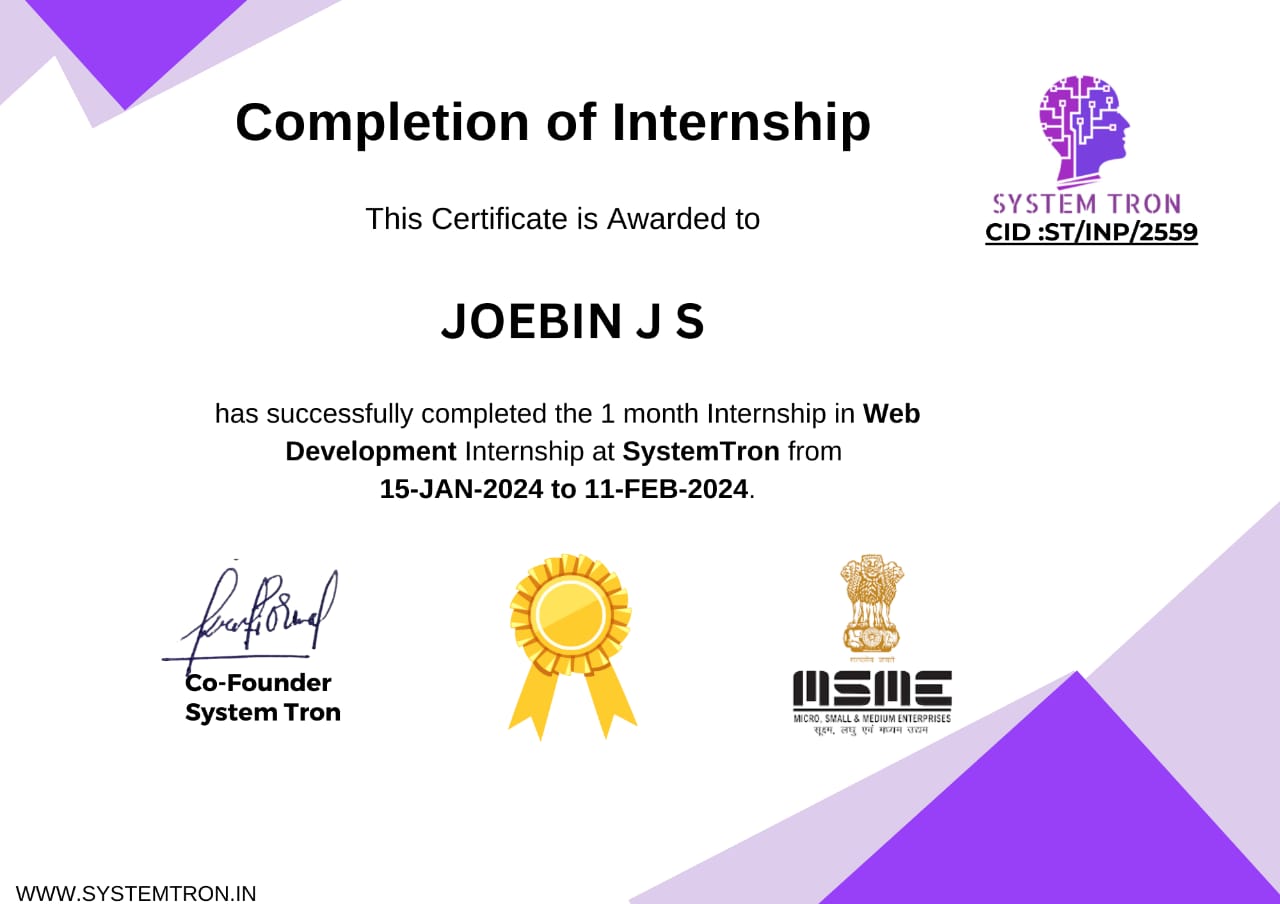 Completion of Internship
SYSTEM TRON
CID :ST/INP/2559
This Certificate is Awarded to
JOEBIN J S
has successfully completed the 1 month Internship in Web
Development Internship at SystemTron from
15-JAN-2024 to 11-FEB-2024.
Co-Founder
System Tron
सत्यमेव जयते
MSME
MICRO, SMALL & MEDIUM ENTERPRISES
सूक्ष्म, लघु एवं मध्यम उद्यम
WWW.SYSTEMTRON.IN